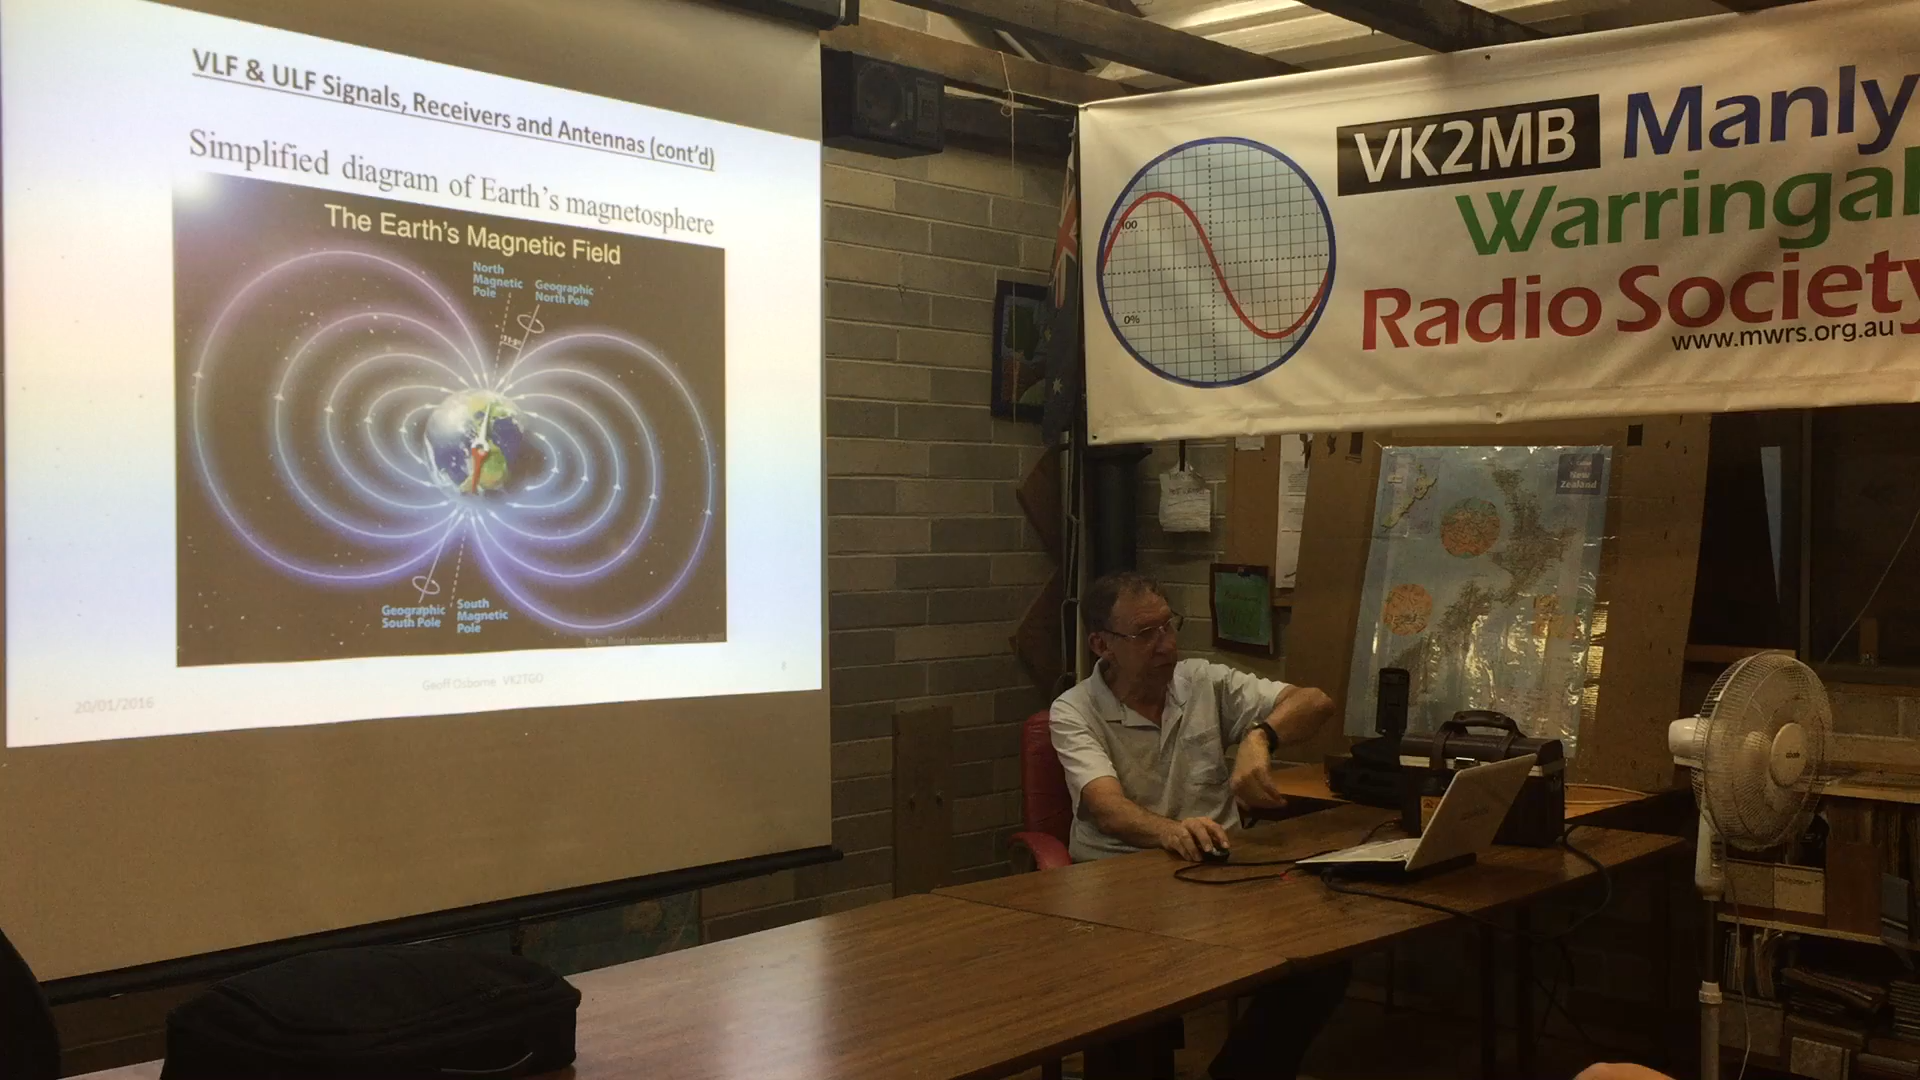 VLF & ULF Signals, Receivers and Antennas (cont'd)
Simplified diagram of Earth's magnetosphere
The Earth's Magnetic Field
North
Magnetic
Pole
Geographic
North Pole
Geographic
South Pole
South
Magnetic
Pole
20/01/2016
Geoff Osborne VK2TGO
8
VK2MB Manly
Warringa
Radio Society
www.mwrs.org.au
100
0%
New
Zealand